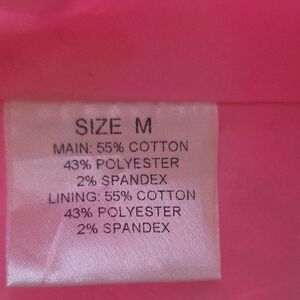 SIZE M
MAIN: 55% COTTON
43% POLYESTER
2% SPANDEX
LINING: 55% COTTON
43% POLYESTER
2% SPANDEX